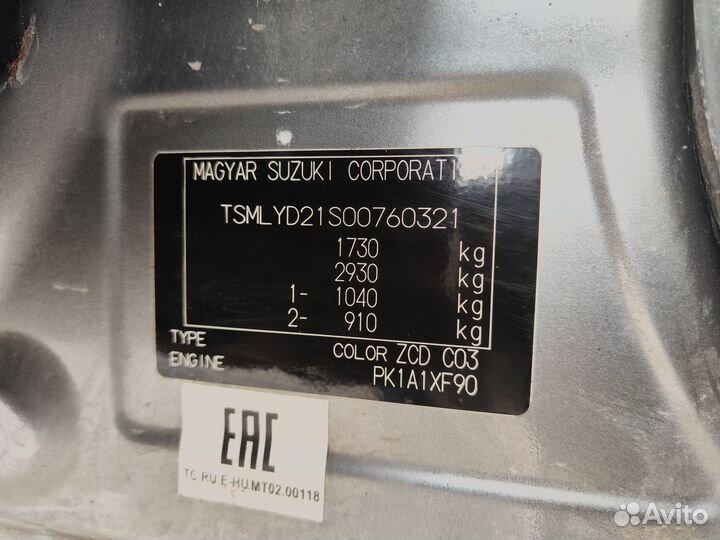 MAGYAR SUZUKI CORPORATION
TSMLYD21S00760321
1730 kg
2930 kg
1- 1040 kg
2- 910 kg
TYPE COLOR ZCD C03
ENGINE PK1A1XF90
EAC
TC RU E-HU.MT02.00118
Avito